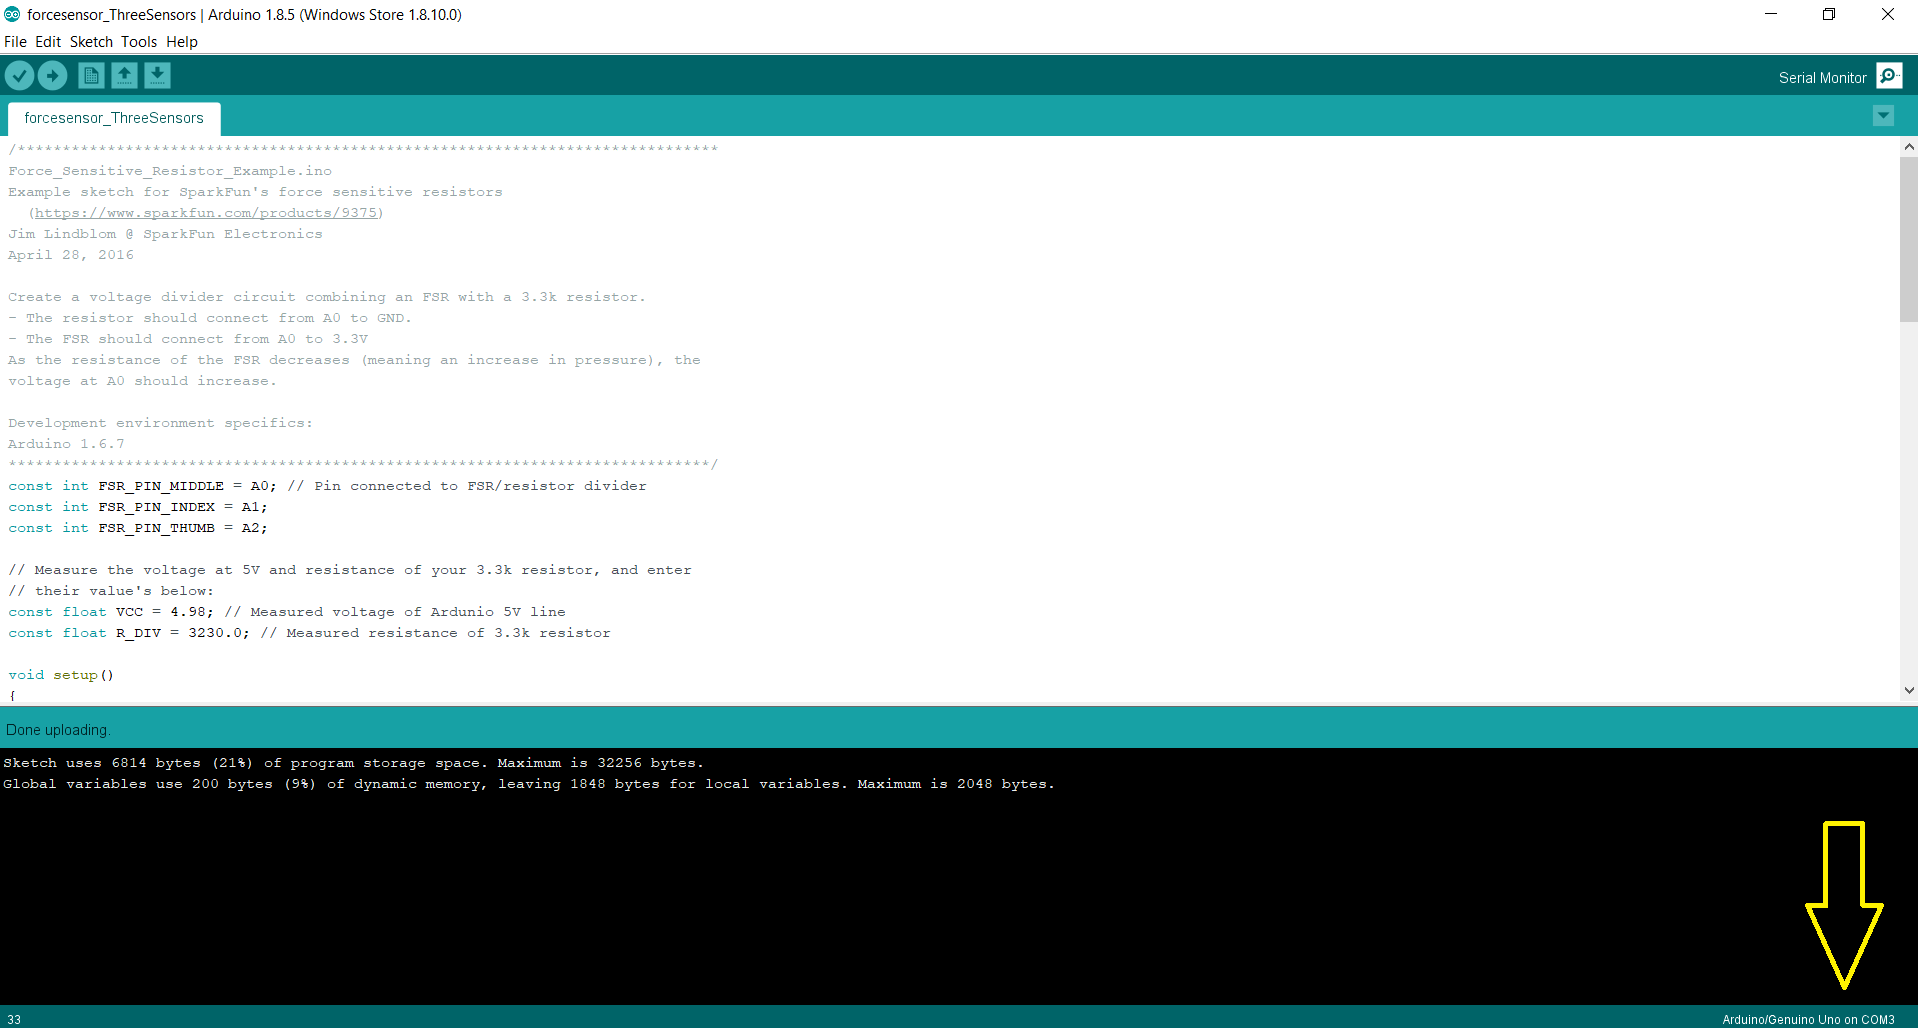 forcesensor_ThreeSensors | Arduino 1.8.5 (Windows Store 1.8.10.0)
File Edit Sketch Tools Help
Serial Monitor
forcesensor_ThreeSensors
/******************************************************************************
Force_Sensitive_Resistor_Example.ino
Example sketch for SparkFun's force sensitive resistors
(https://www.sparkfun.com/products/9375)
Jim Lindblom @ SparkFun Electronics
April 28, 2016
Create a voltage divider circuit combining an FSR with a 3.3k resistor.
- The resistor should connect from A0 to GND.
- The FSR should connect from A0 to 3.3V
As the resistance of the FSR decreases (meaning an increase in pressure), the
voltage at A0 should increase.
Development environment specifics:
Arduino 1.6.7
******************************************************************************/
const int FSR_PIN_MIDDLE = A0; // Pin connected to FSR/resistor divider
const int FSR_PIN_INDEX = A1;
const int FSR_PIN_THUMB = A2;
// Measure the voltage at 5V and resistance of your 3.3k resistor, and enter
// their value's below:
const float VCC = 4.98; // Measured voltage of Ardunio 5V line
const float R_DIV = 3230.0; // Measured resistance of 3.3k resistor
void setup()
{
Done uploading.
Sketch uses 6814 bytes (21%) of program storage space. Maximum is 32256 bytes.
Global variables use 200 bytes (9%) of dynamic memory, leaving 1848 bytes for local variables. Maximum is 2048 bytes.
33
Arduino/Genuino Uno on COM3